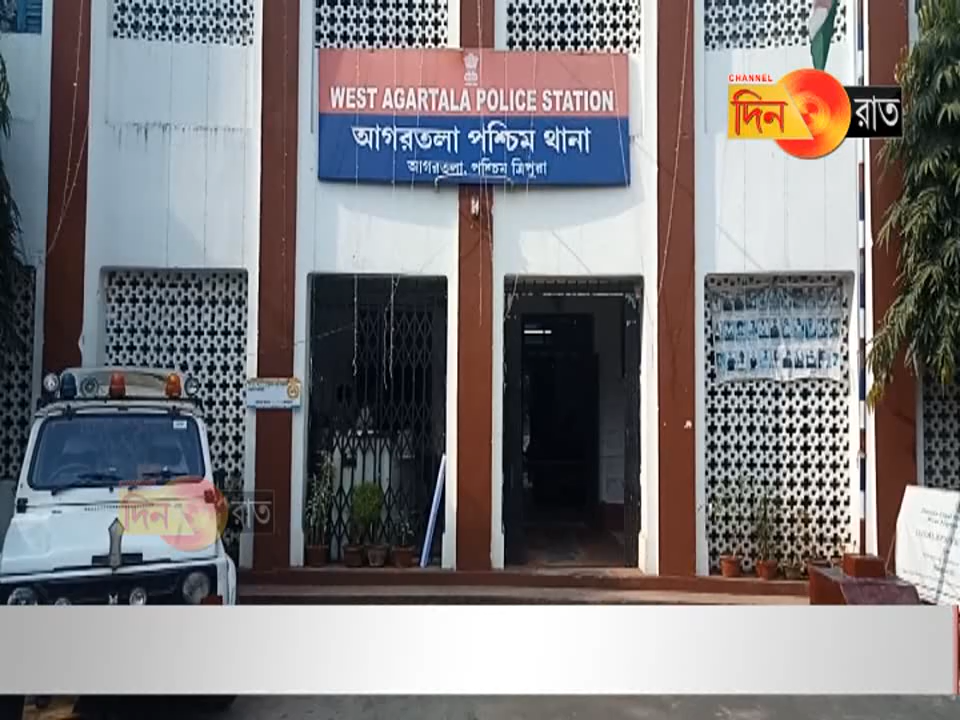 WEST AGARTALA POLICE STATION
আগরতলা পশ্চিম থানা
আগরতলা, পশ্চিম ত্রিপুরা
CHANNEL
দিন রাত
দিন রাত